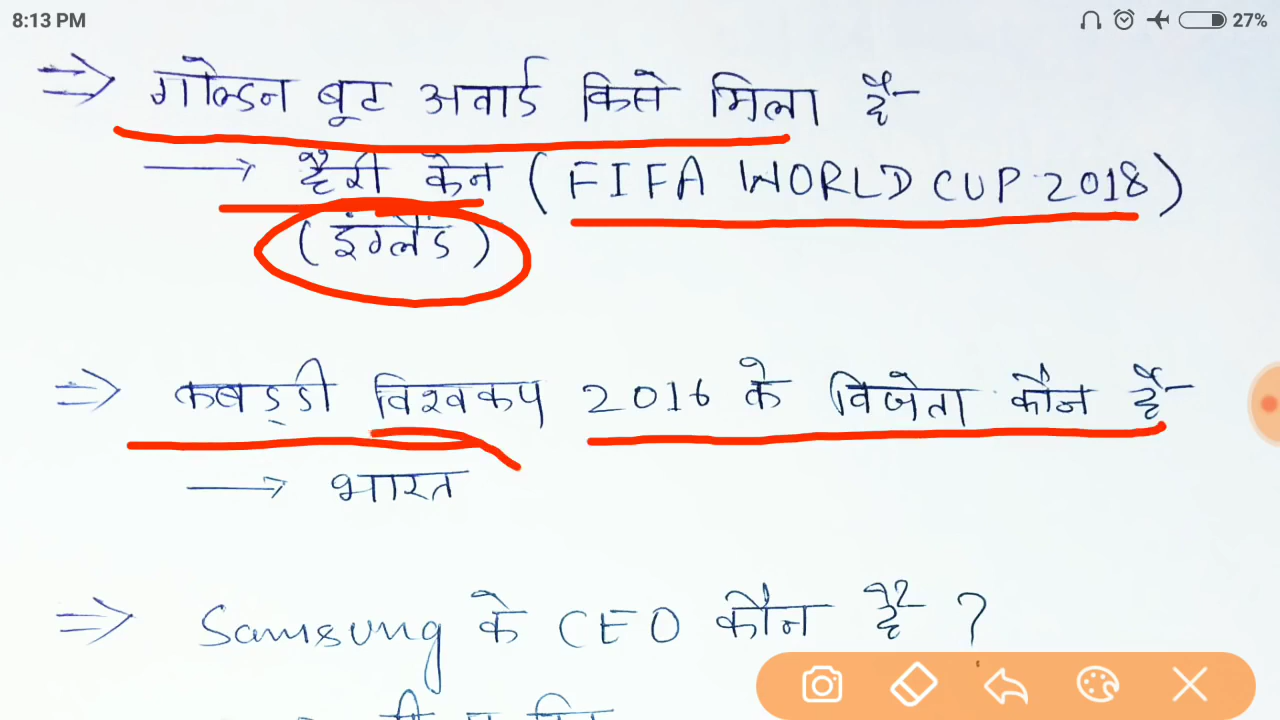 8:13 PM 27%
⇒ गोल्डन बूट अवार्ड किसे मिला है-
→ हैरी केन (FIFA WORLD CUP 2018)
(इंग्लैंड)
⇒ कबड्डी विश्वकप 2016 के विजेता कौन है-
→ भारत
⇒ Samsung के CEO कौन है ?